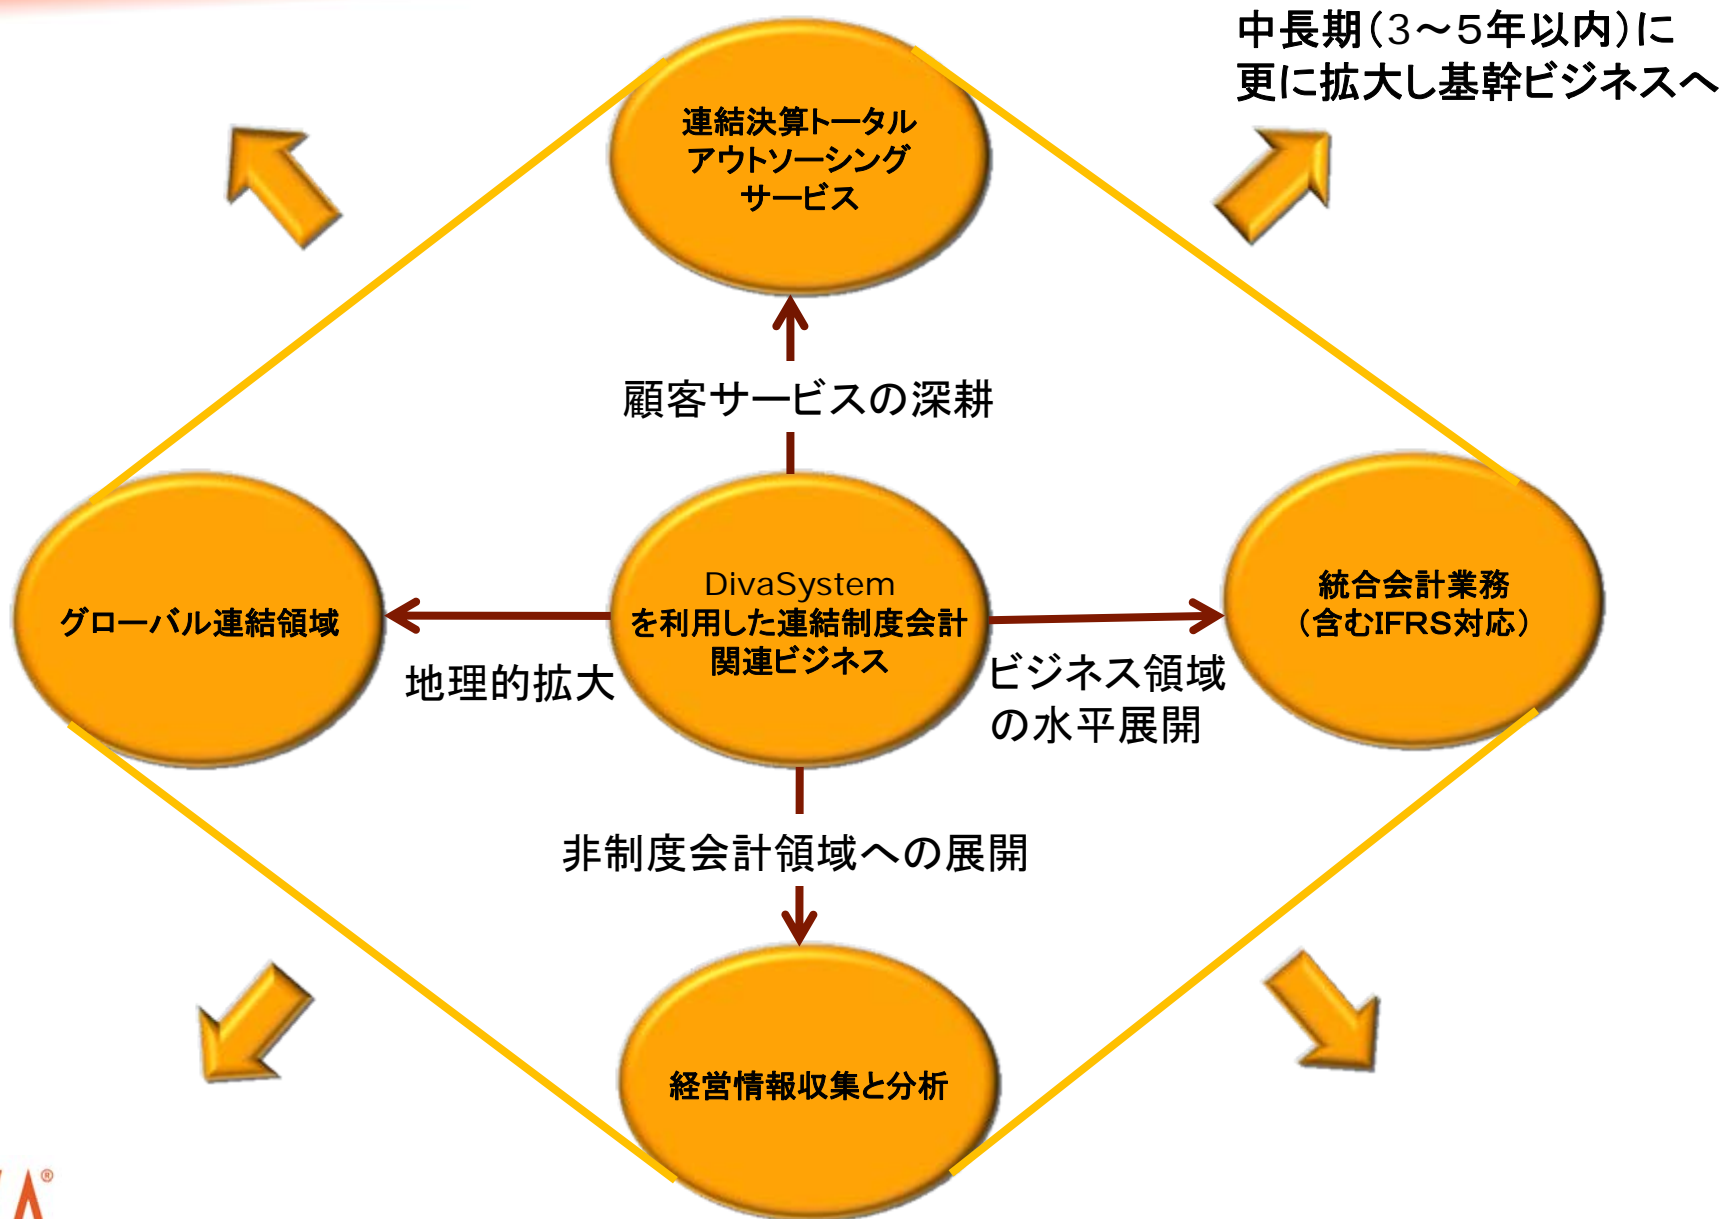 中長期(3～5年以内)に
更に拡大し基幹ビジネスへ
連結決算トータル
アウトソーシング
サービス
顧客サービスの深耕
グローバル連結領域
地理的拡大
DivaSystem
を利用した連結制度会計
関連ビジネス
ビジネス領域
の水平展開
統合会計業務
(含むIFRS対応)
非制度会計領域への展開
経営情報収集と分析